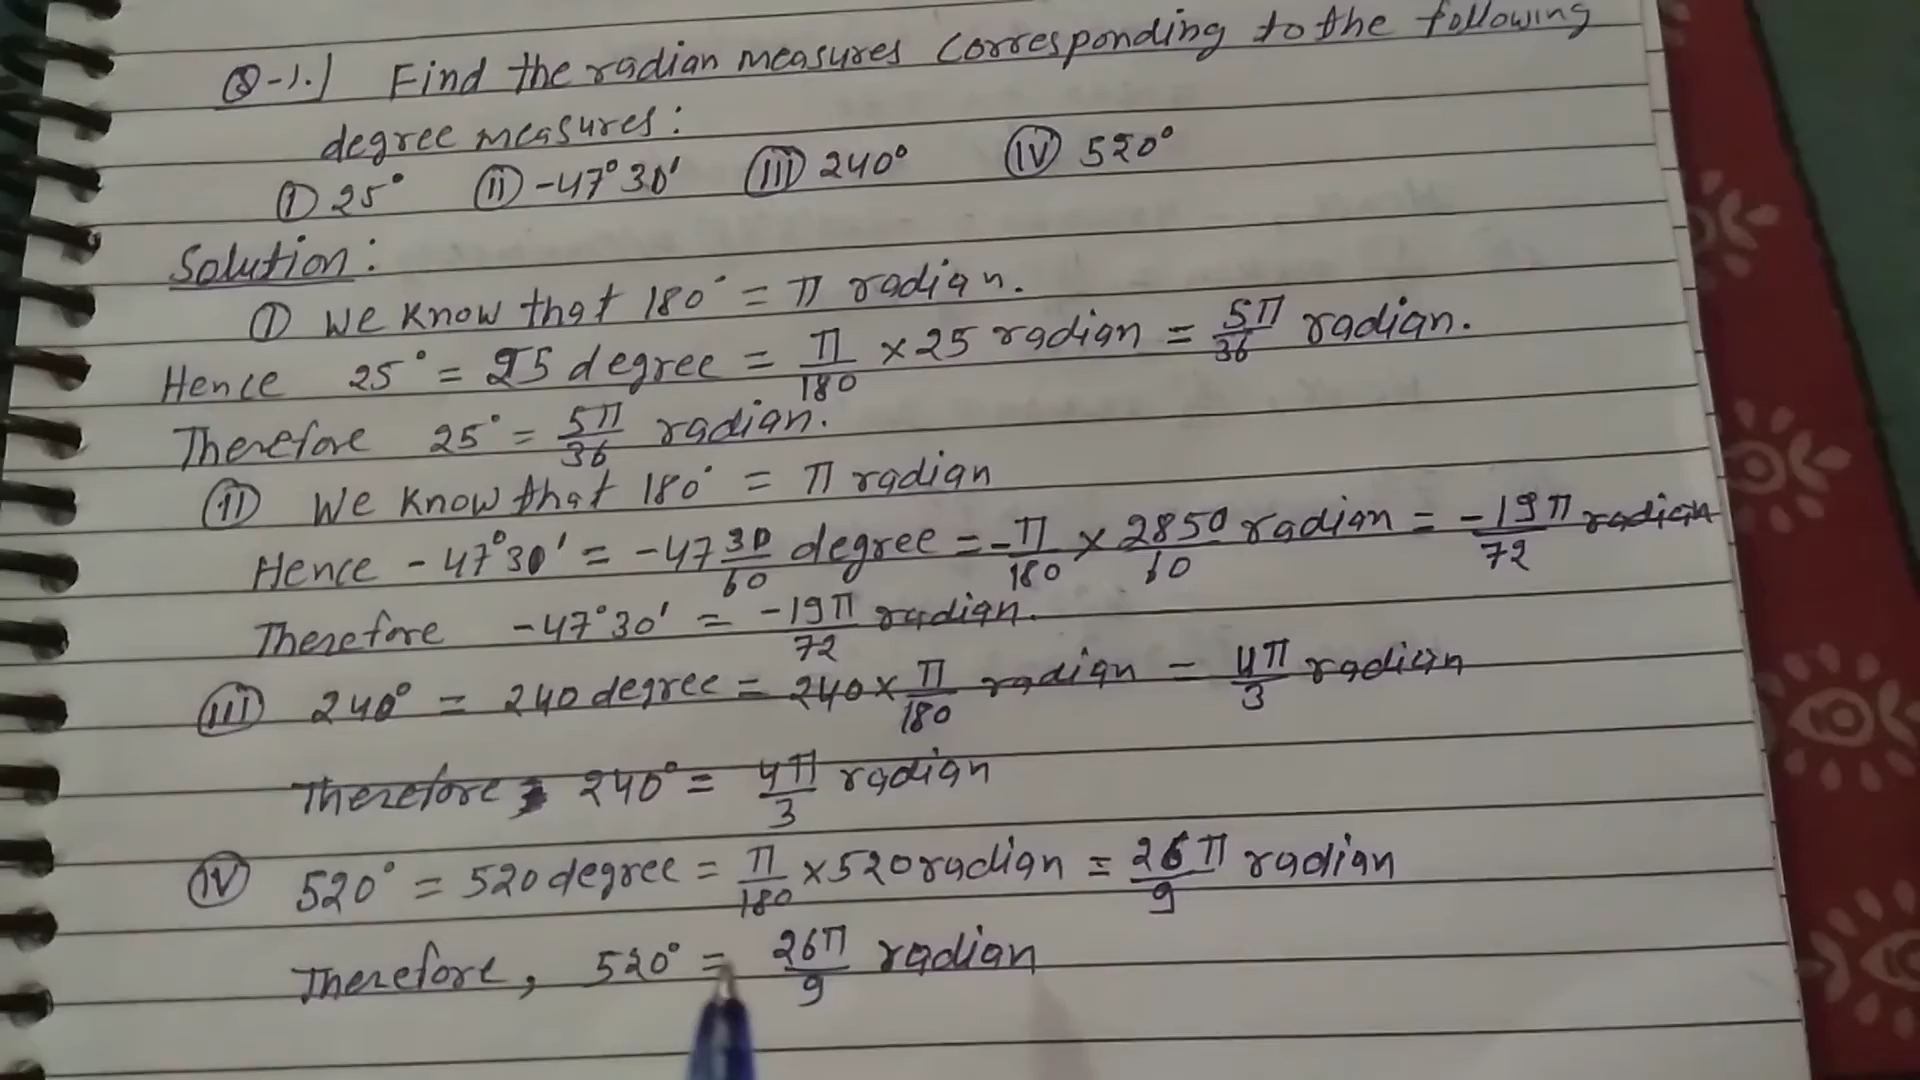 Q-1.) Find the radian measures corresponding to the following
degree measures:
(I) 25° (II) -47°30' (III) 240° (IV) 520°
Solution:
(I) We know that 180° = π radian.
Hence 25° = 25 degree = π/180 × 25 radian = 5π/36 radian.
Therefore 25° = 5π/36 radian.
(II) We know that 180° = π radian
Hence -47°30' = -47 30/60 degree = -π/180 × 2850/60 radian = -19π/72 radian
Therefore -47°30' = -19π/72 radian.
(III) 240° = 240 degree = 240 × π/180 radian = 4π/3 radian
Therefore, 240° = 4π/3 radian
(IV) 520° = 520 degree = π/180 × 520 radian = 26π/9 radian
Therefore, 520° = 26π/9 radian